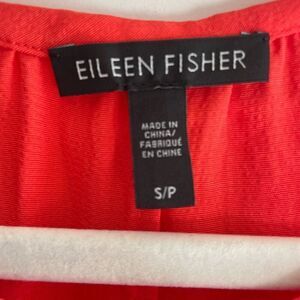 EILEEN FISHER
MADE IN
CHINA/
FABRIQUÉ
EN CHINE
S/P